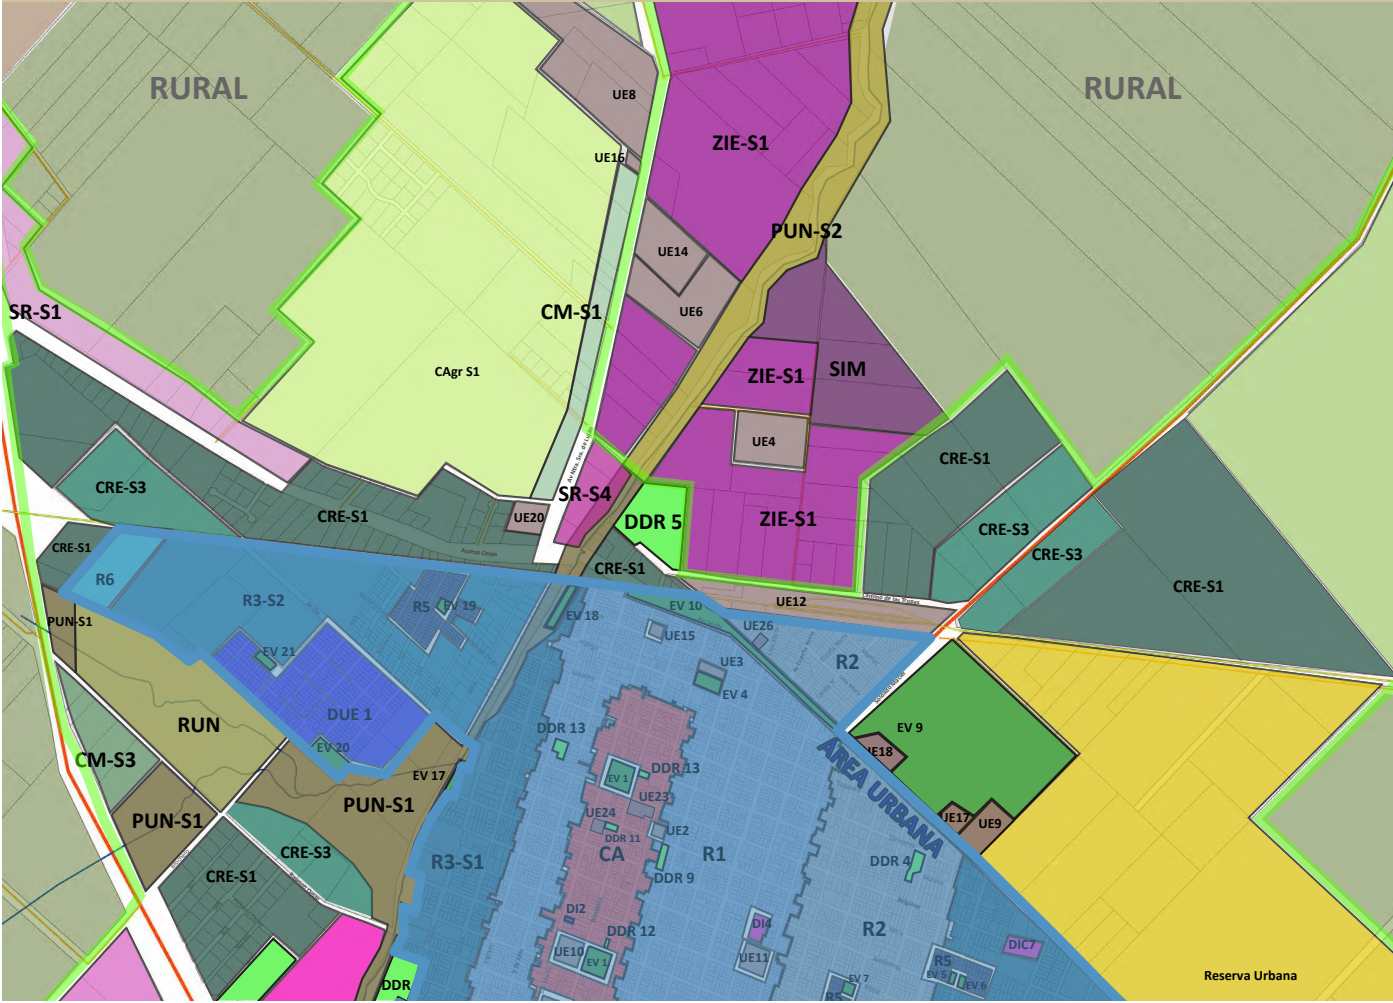 RURAL
RURAL
UE8
ZIE-S1
UE16
PUN-S2
UE14
SR-S1
CM-S1
UE6
CAgr S1
ZIE-S1
SIM
UE4
CRE-S1
CRE-S3
SR-S4
CRE-S1
UE20
DDR 5
ZIE-S1
CRE-S3
CRE-S1
CRE-S3
CRE-S1
CRE-S1
R6
R3-S2
R5
EV 19
EV 18
EV 10
UE12
PUN-S1
UE15
UE26
EV 21
UE3
R2
EV 4
DUE 1
RUN
EV 9
DDR 13
EV 20
UE18
CM-S3
EV 17
DDR 13
EV 1
AREA URBANA
PUN-S1
UE23
PUN-S1
UE24
UE2
UE17
UE9
DDR 11
CRE-S3
CA
R1
R3-S1
DDR 4
CRE-S1
DDR 9
DI2
DI4
DDR 12
R2
DIC7
UE10
EV 1
UE11
R5
EV 5
EV 6
Reserva Urbana
DDR
EV 7
R5